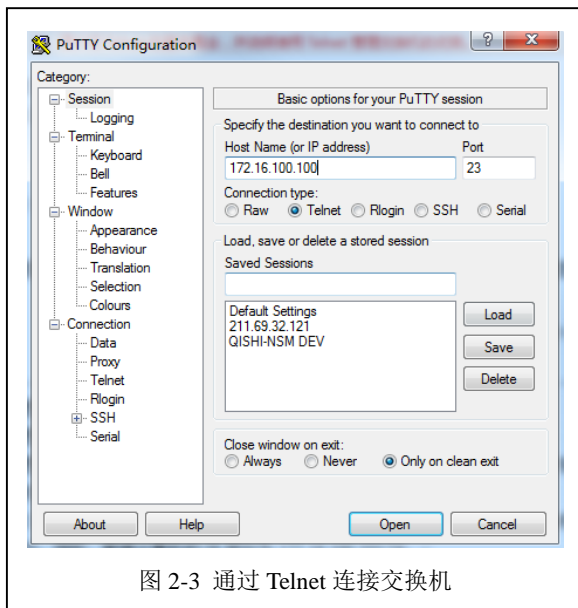 PuTTY Configuration
Category:
Session
Logging
Terminal
Keyboard
Bell
Features
Window
Appearance
Behaviour
Translation
Selection
Colours
Connection
Data
Proxy
Telnet
Rlogin
SSH
Serial
Basic options for your PuTTY session
Specify the destination you want to connect to
Host Name (or IP address) Port
172.16.100.100 23
Connection type:
Raw Telnet Rlogin SSH Serial
Load, save or delete a stored session
Saved Sessions
Default Settings
211.69.32.121
QISHI-NSM DEV
Load
Save
Delete
Close window on exit:
Always Never Only on clean exit
About Help Open Cancel
图 2-3 通过 Telnet 连接交换机